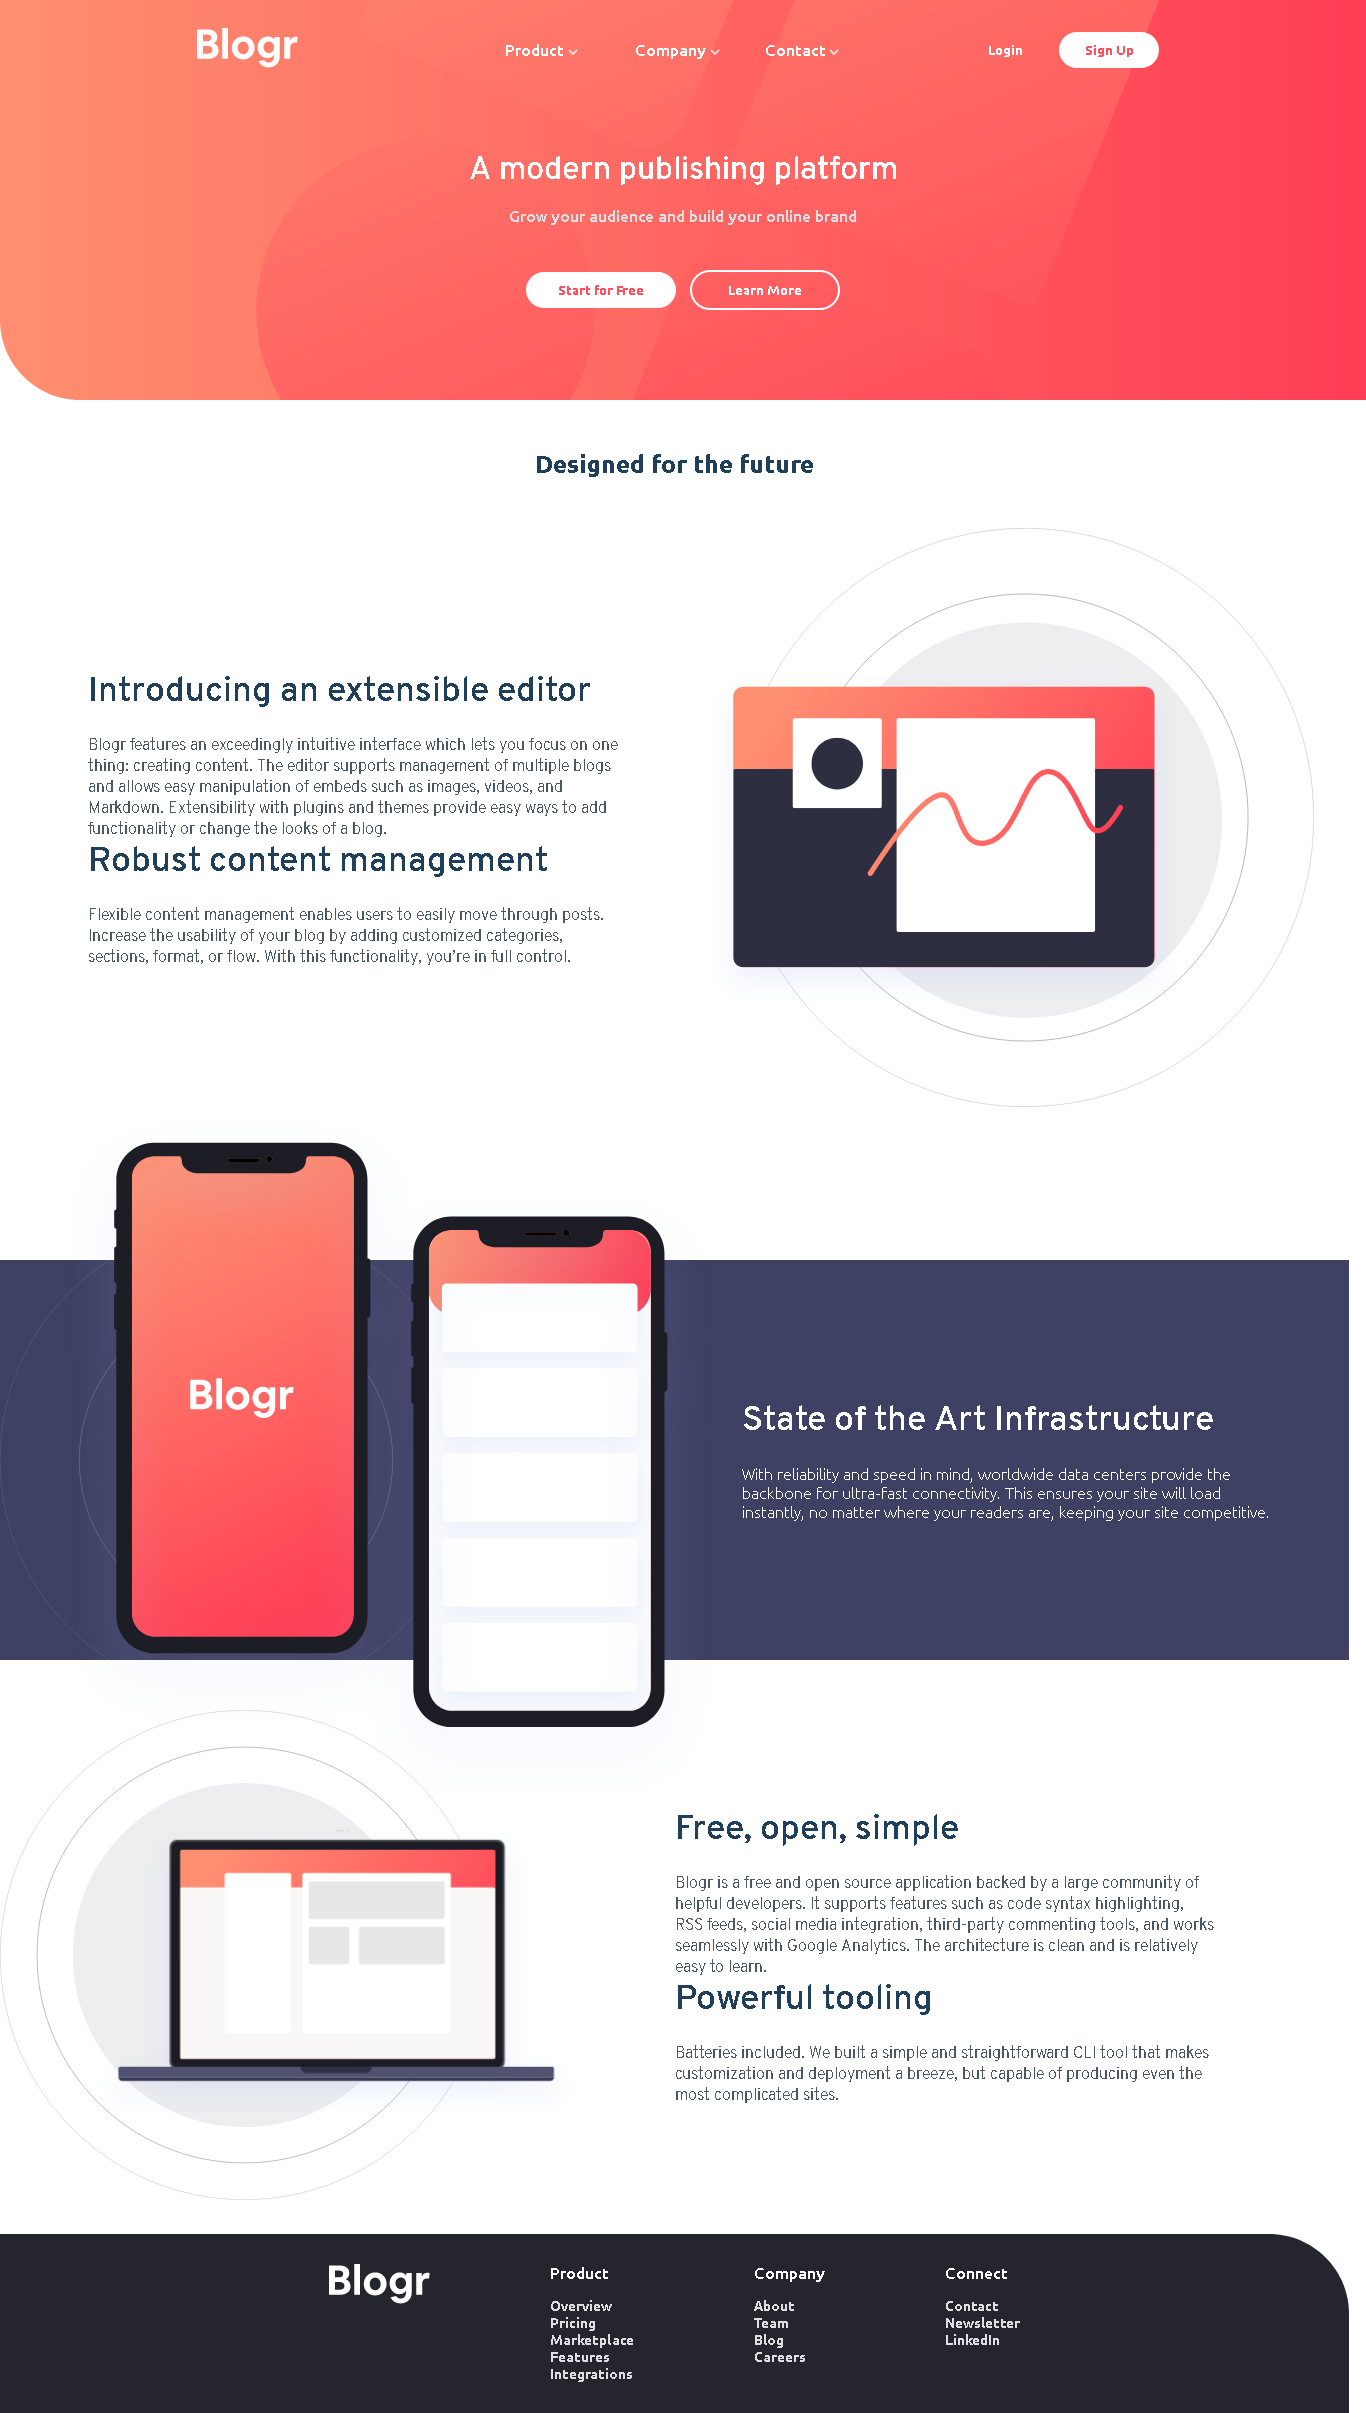 Blogr
Product
Company
Contact
Login
Sign Up
A modern publishing platform
Grow your audience and build your online brand
Start for Free
Learn More
Designed for the future
Introducing an extensible editor
Blogr features an exceedingly intuitive interface which lets you focus on one
thing: creating content. The editor supports management of multiple blogs
and allows easy manipulation of embeds such as images, videos, and
Markdown. Extensibility with plugins and themes provide easy ways to add
functionality or change the looks of a blog.
Robust content management
Flexible content management enables users to easily move through posts.
Increase the usability of your blog by adding customized categories,
sections, format, or flow. With this functionality, you’re in full control.
Blogr
State of the Art Infrastructure
With reliability and speed in mind, worldwide data centers provide the
backbone for ultra-fast connectivity. This ensures your site will load
instantly, no matter where your readers are, keeping your site competitive.
Free, open, simple
Blogr is a free and open source application backed by a large community of
helpful developers. It supports features such as code syntax highlighting,
RSS feeds, social media integration, third-party commenting tools, and works
seamlessly with Google Analytics. The architecture is clean and is relatively
easy to learn.
Powerful tooling
Batteries included. We built a simple and straightforward CLI tool that makes
customization and deployment a breeze, but capable of producing even the
most complicated sites.
Blogr
Product
Overview
Pricing
Marketplace
Features
Integrations
Company
About
Team
Blog
Careers
Connect
Contact
Newsletter
LinkedIn